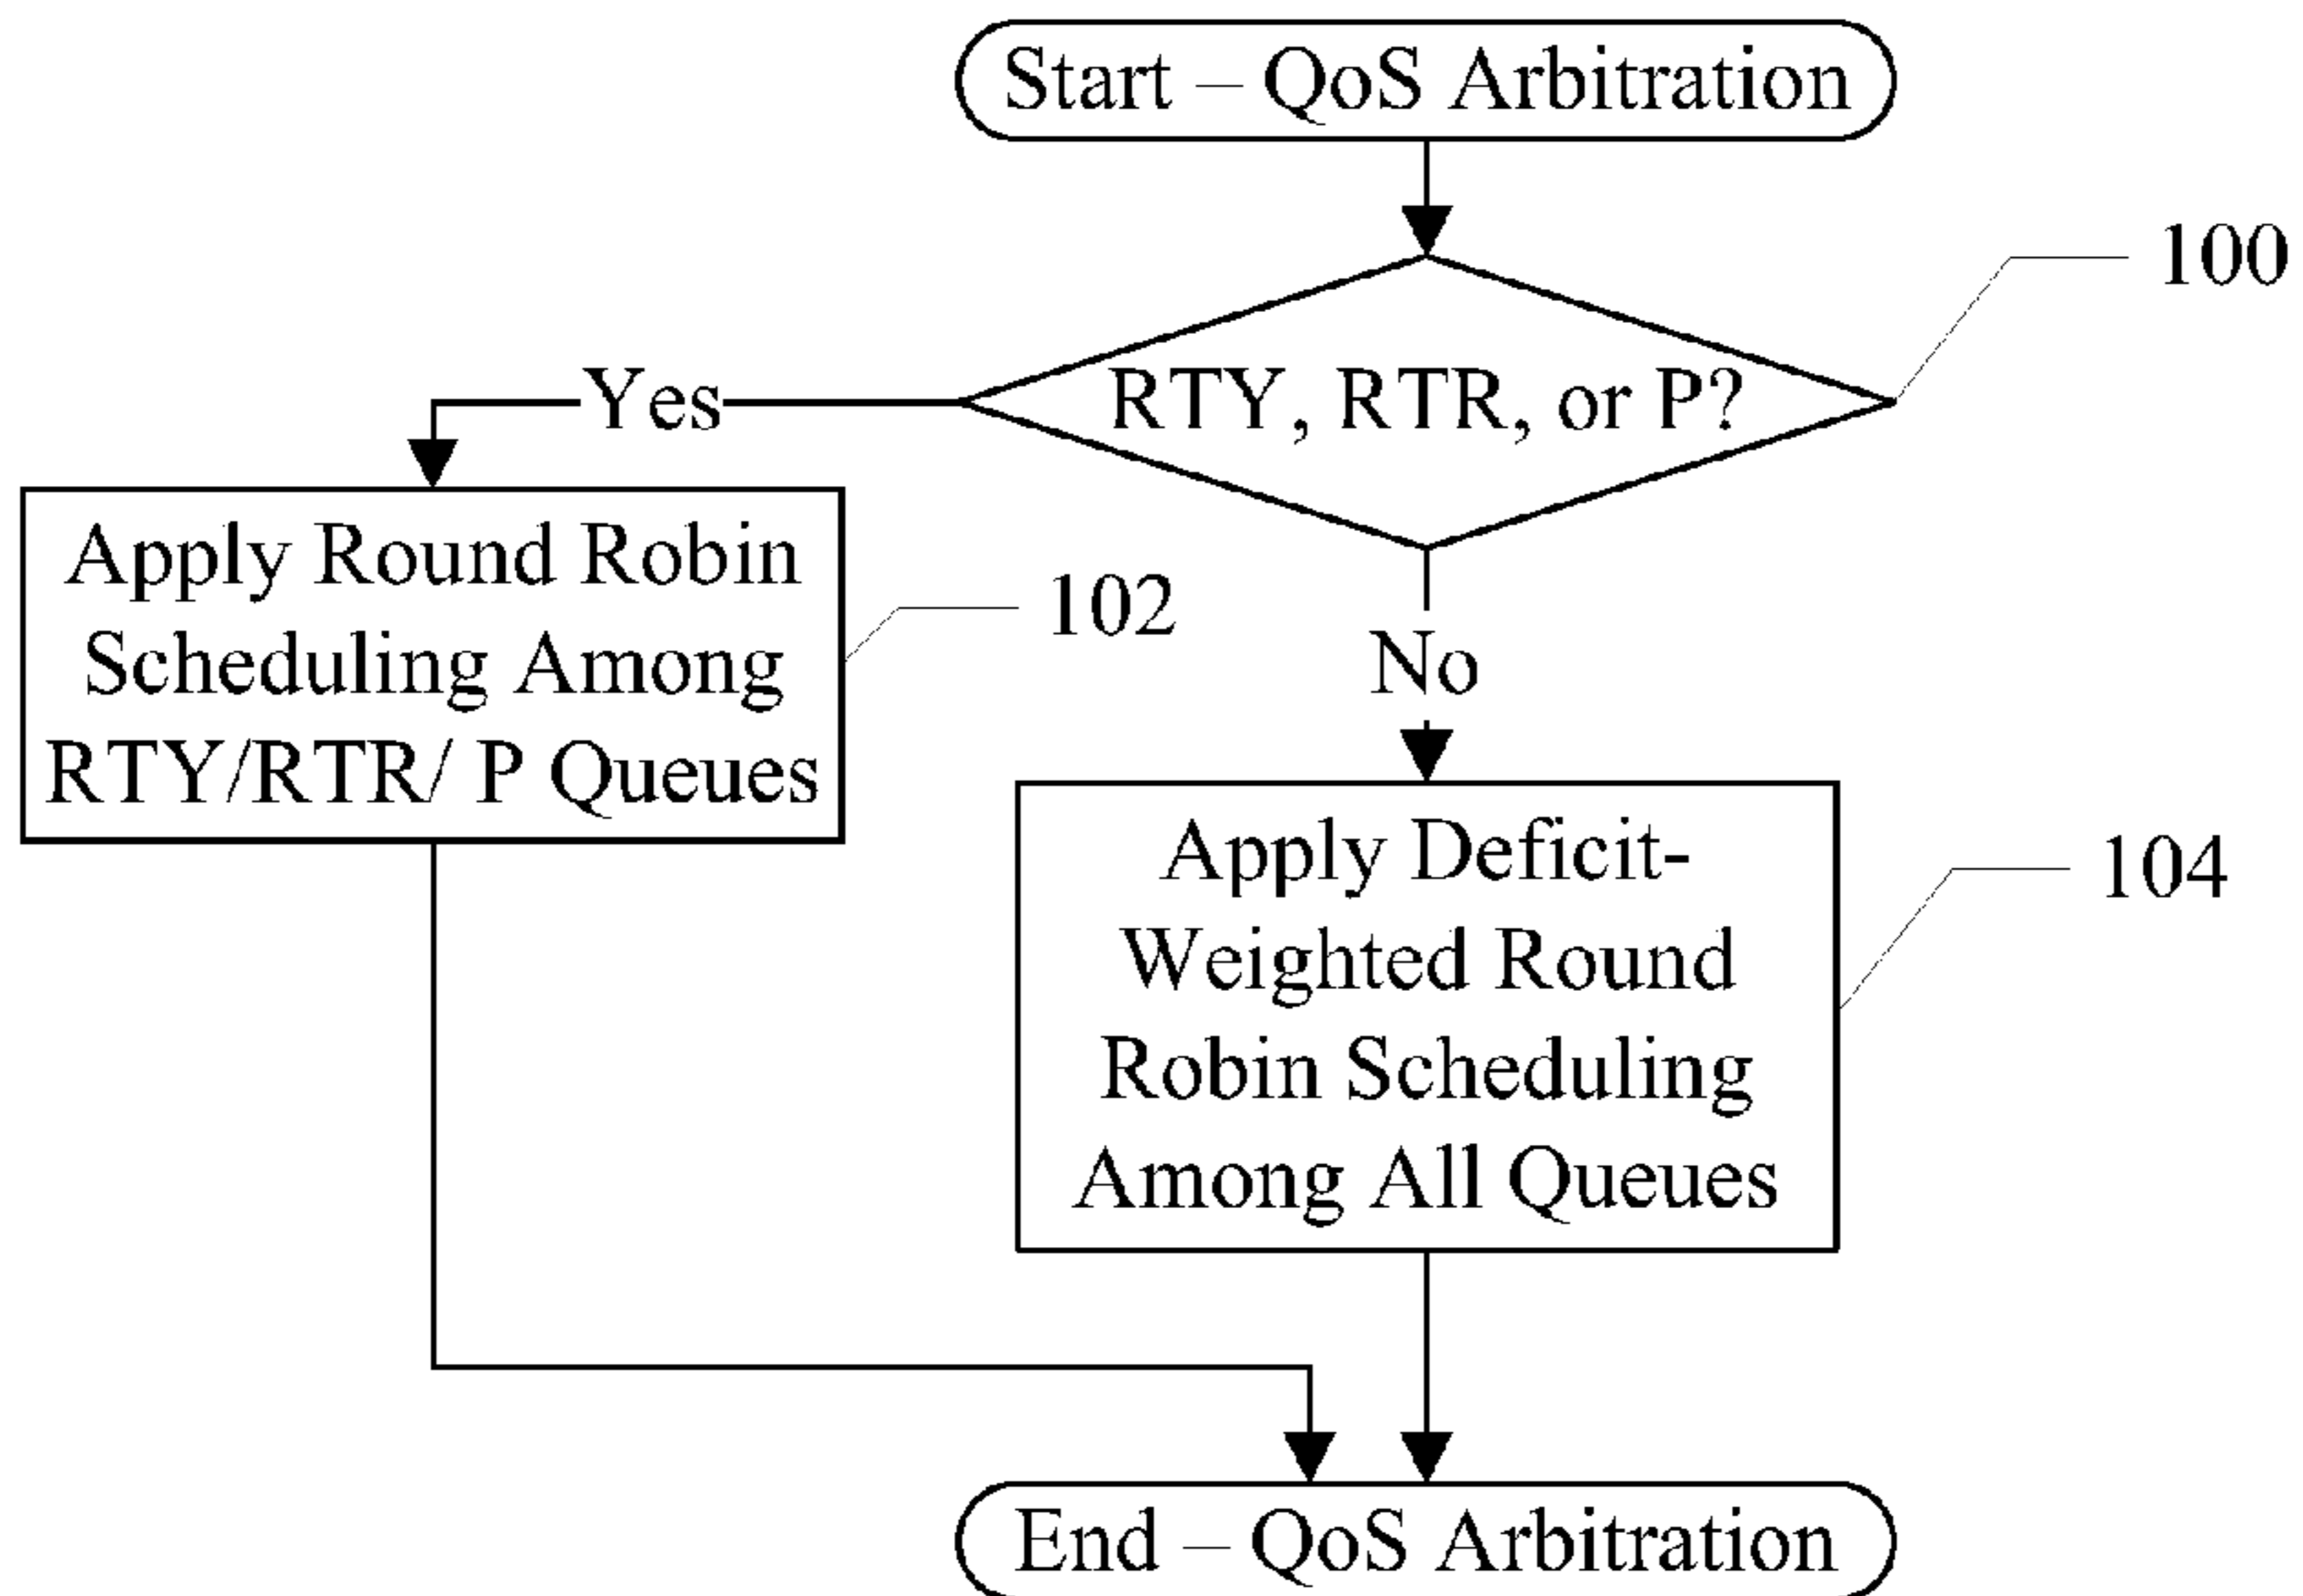 Start – QoS Arbitration
100
RTY, RTR, or P?
Yes
Apply Round Robin
Scheduling Among
RTY/RTR/ P Queues
102
No
Apply Deficit-
Weighted Round
Robin Scheduling
Among All Queues
104
End – QoS Arbitration